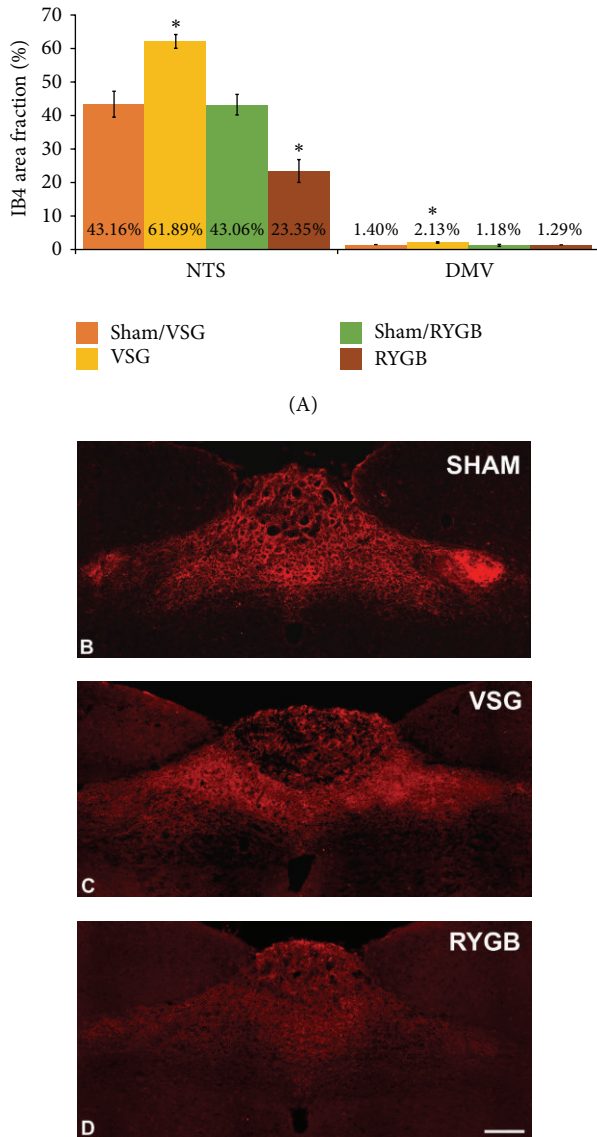 IB4 area fraction (%)
70
60
50
40
30
20
10
0
*
*
*
43.16% 61.89% 43.06% 23.35%
1.40% 2.13% 1.18% 1.29%
NTS DMV
Sham/VSG Sham/RYGB
VSG RYGB
(A)
SHAM
B
VSG
C
RYGB
D